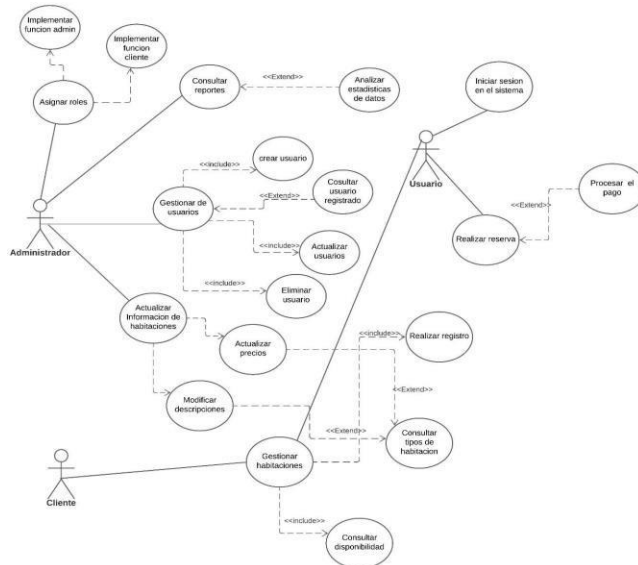 Implementar
funcion admin
Implementar
funcion
cliente
Asignar roles
Consultar
reportes
<<Extend>>
Analizar
estadisticas
de datos
Iniciar sesion
en el sistema
Usuario
<<Extend>>
Procesar el
pago
Realizar reserva
<<include>>
crear usuario
<<Extend>>
Cosultar
usuario
registrado
Gestionar de
usuarios
<<include>>
Actualizar
usuarios
<<include>>
Eliminar
usuario
Administrador
Actualizar
Informacion de
habitaciones
Actualizar
precios
<<include>>
Realizar registro
<<Extend>>
Modificar
descripciones
<<Extend>>
Consultar
tipos de
habitacion
Gestionar
habitaciones
Cliente
<<include>>
Consultar
disponibilidad